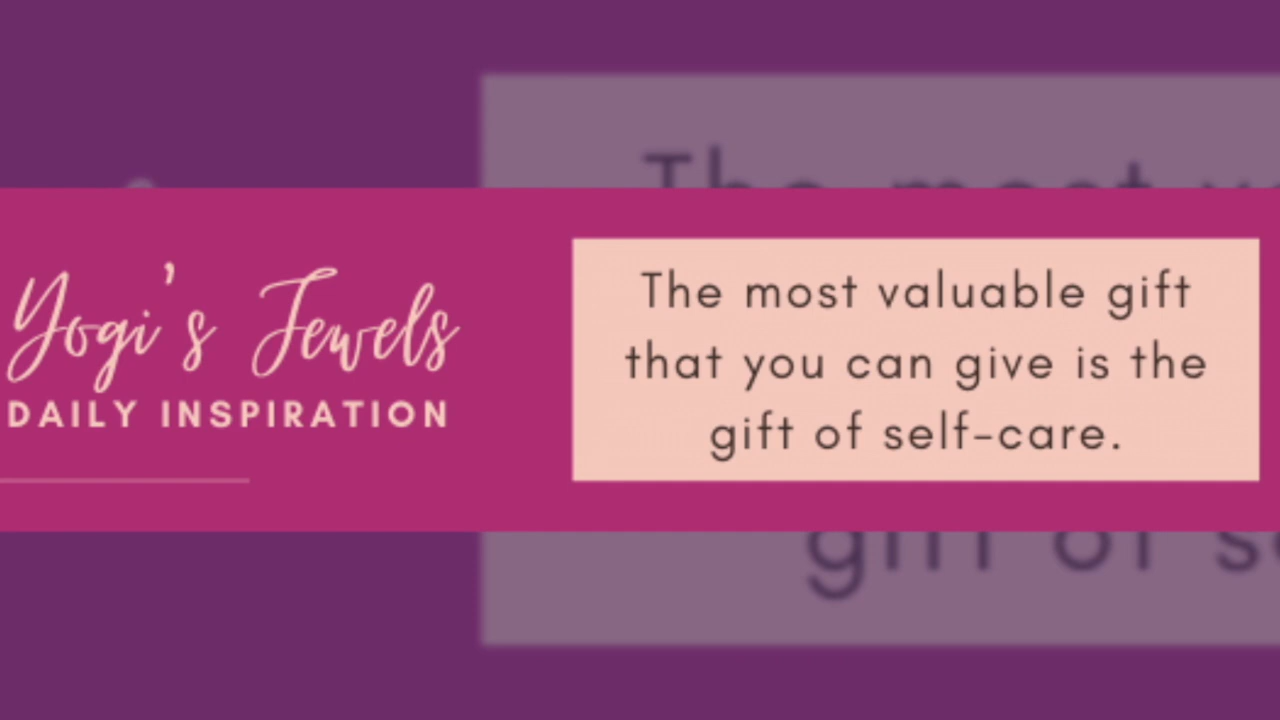 Yogi's Jewels
DAILY INSPIRATION
The most valuable gift
that you can give is the
gift of self-care.